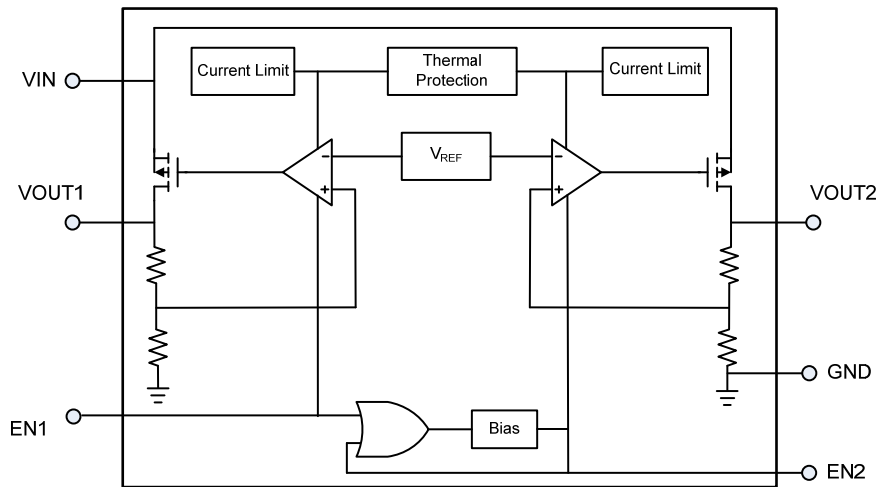 Current Limit
Thermal
Protection
Current Limit
VIN
VREF
−
−
VOUT1
+
+
VOUT2
GND
EN1
Bias
EN2